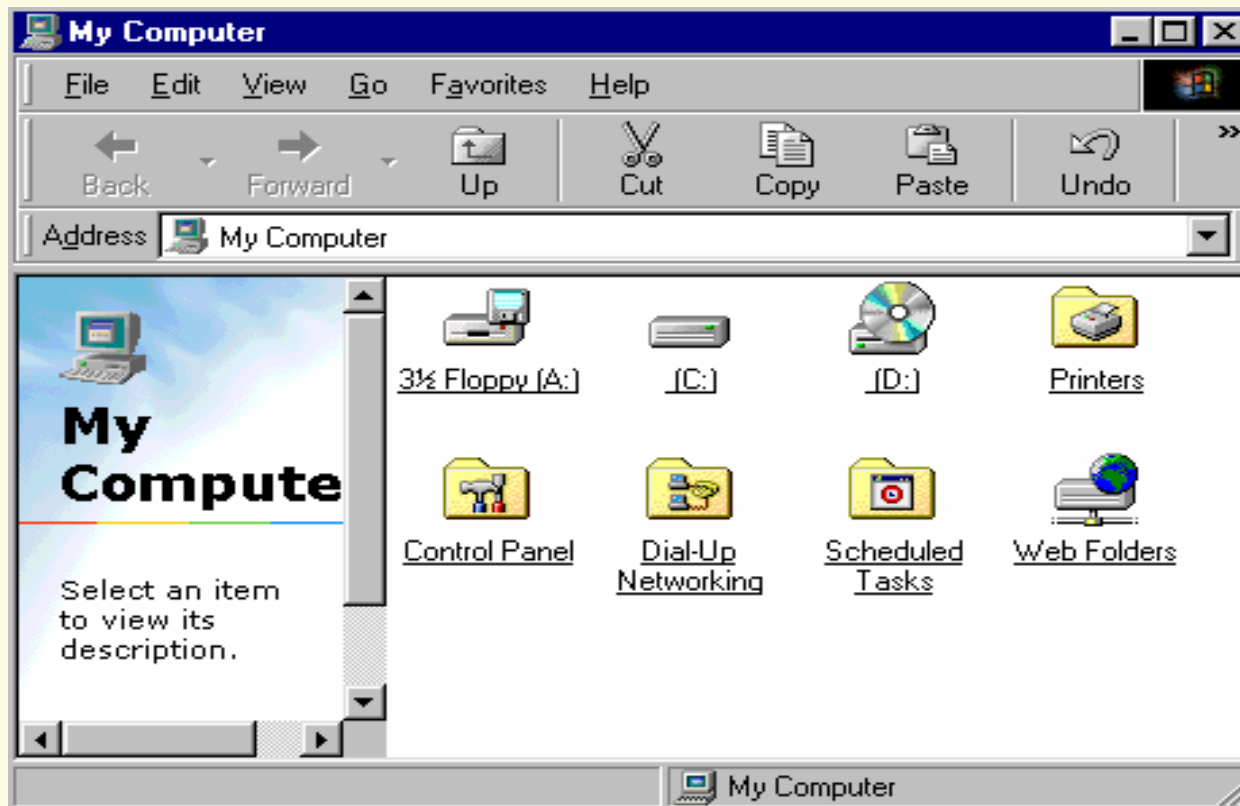 My Computer
File Edit View Go Favorites Help
Back Forward Up Cut Copy Paste Undo »
Address My Computer
My
Compute
Select an item
to view its
description.
3½ Floppy (A:) (C:) (D:) Printers
Control Panel Dial-Up Scheduled Web Folders
Networking Tasks
My Computer